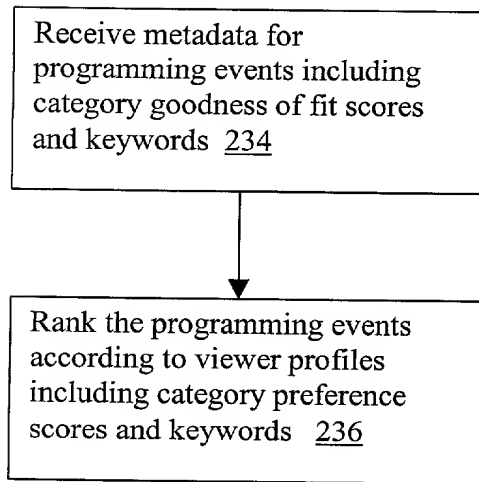 Receive metadata for
programming events including
category goodness of fit scores
and keywords 234
Rank the programming events
according to viewer profiles
including category preference
scores and keywords 236